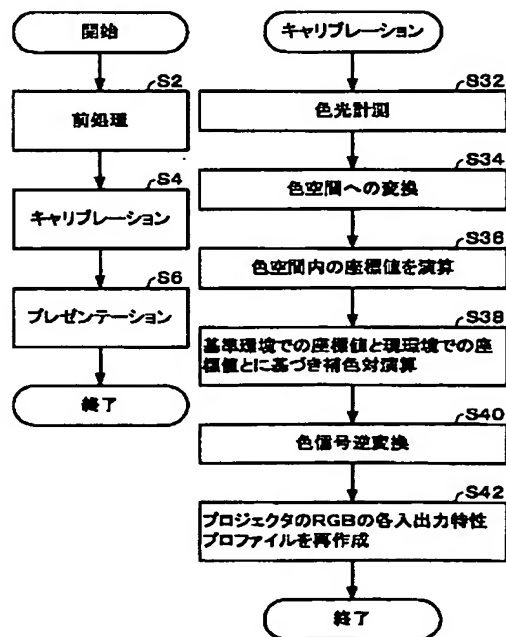 開始
S2
前処理
S4
キャリブレーション
S6
プレゼンテーション
終了
キャリブレーション
S32
色光計測
S34
色空間への変換
S36
色空間内の座標値を演算
S38
基準環境での座標値と現環境での座
標値とに基づき補色対演算
S40
色信号逆変換
S42
プロジェクタのRGBの各入出力特性
プロファイルを再作成
終了